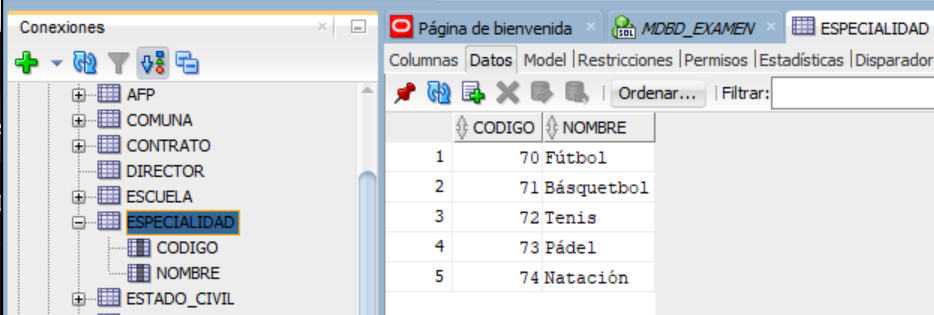 Conexiones
AFP
COMUNA
CONTRATO
DIRECTOR
ESCUELA
ESPECIALIDAD
CODIGO
NOMBRE
ESTADO_CIVIL
Página de bienvenida MDBD_EXAMEN ESPECIALIDAD
Columnas Datos Model Restricciones Permisos Estadísticas Disparador
Ordenar... Filtrar:
CODIGO NOMBRE
1 70 Fútbol
2 71 Básquetbol
3 72 Tenis
4 73 Pádel
5 74 Natación